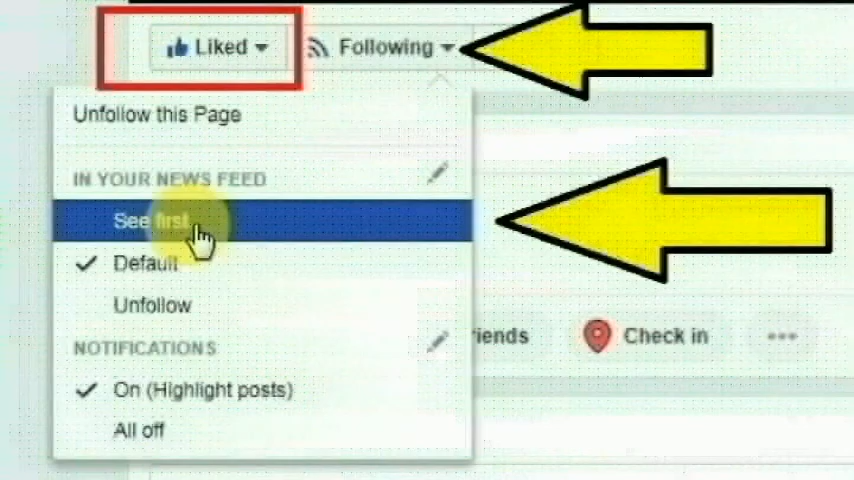 Liked Following
Unfollow this Page
IN YOUR NEWS FEED
See first
Default
Unfollow
riends Check in
NOTIFICATIONS
On (Highlight posts)
All off